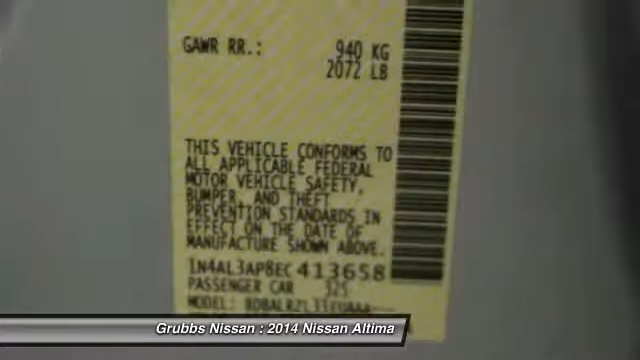 GAWR RR.: 940 KG
2072 LB
THIS VEHICLE CONFORMS TO
ALL APPLICABLE FEDERAL
MOTOR VEHICLE SAFETY,
BUMPER, AND THEFT
PREVENTION STANDARDS IN
EFFECT ON THE DATE OF
MANUFACTURE SHOWN ABOVE.
1N4AL3AP8EC 413658
PASSENGER CAR 325
MODEL:
Grubbs Nissan : 2014 Nissan Altima